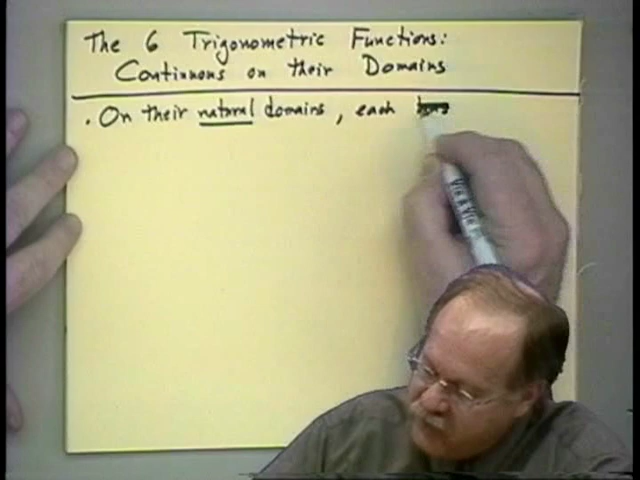 The 6 Trigonometric Functions:
Continuous on their Domains
. On their natural domains, each